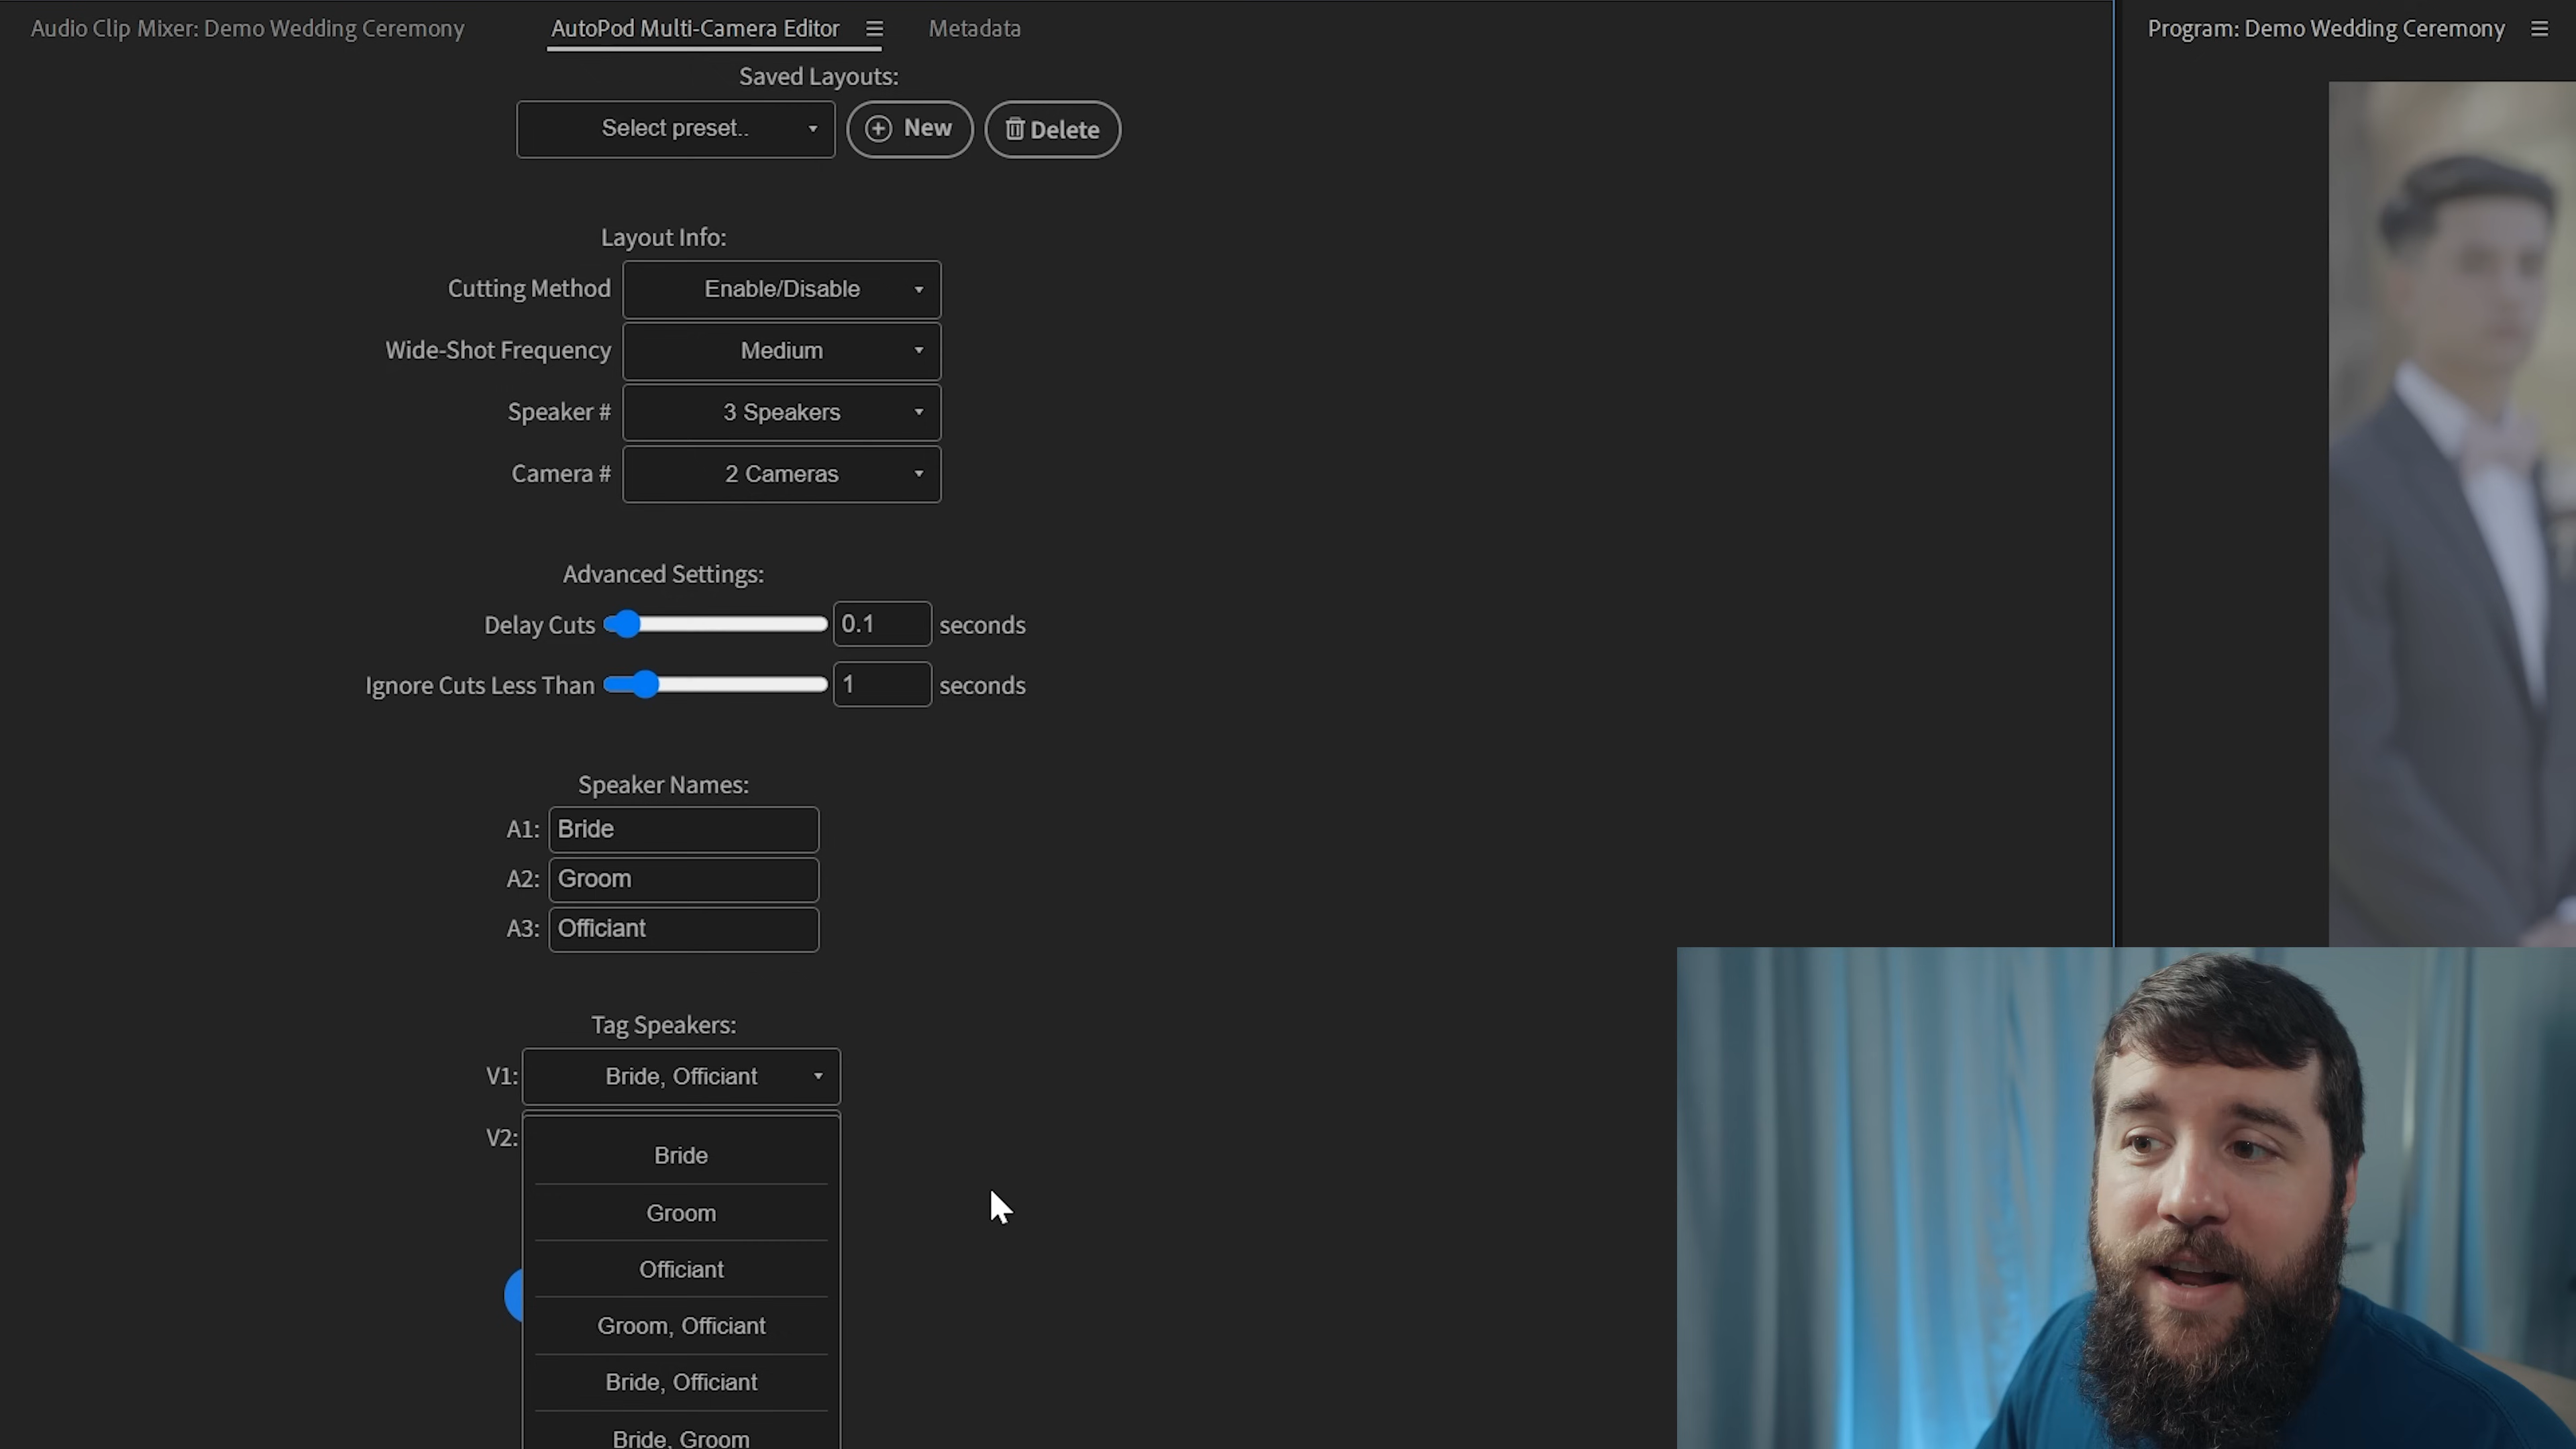 Audio Clip Mixer: Demo Wedding Ceremony
AutoPod Multi-Camera Editor
Metadata
Program: Demo Wedding Ceremony
Saved Layouts:
Select preset..
New
Delete
Layout Info:
Cutting Method Enable/Disable
Wide-Shot Frequency Medium
Speaker # 3 Speakers
Camera # 2 Cameras
Advanced Settings:
Delay Cuts 0.1 seconds
Ignore Cuts Less Than 1 seconds
Speaker Names:
A1: Bride
A2: Groom
A3: Officiant
Tag Speakers:
V1: Bride, Officiant
V2:
Bride
Groom
Officiant
Groom, Officiant
Bride, Officiant
Bride, Groom